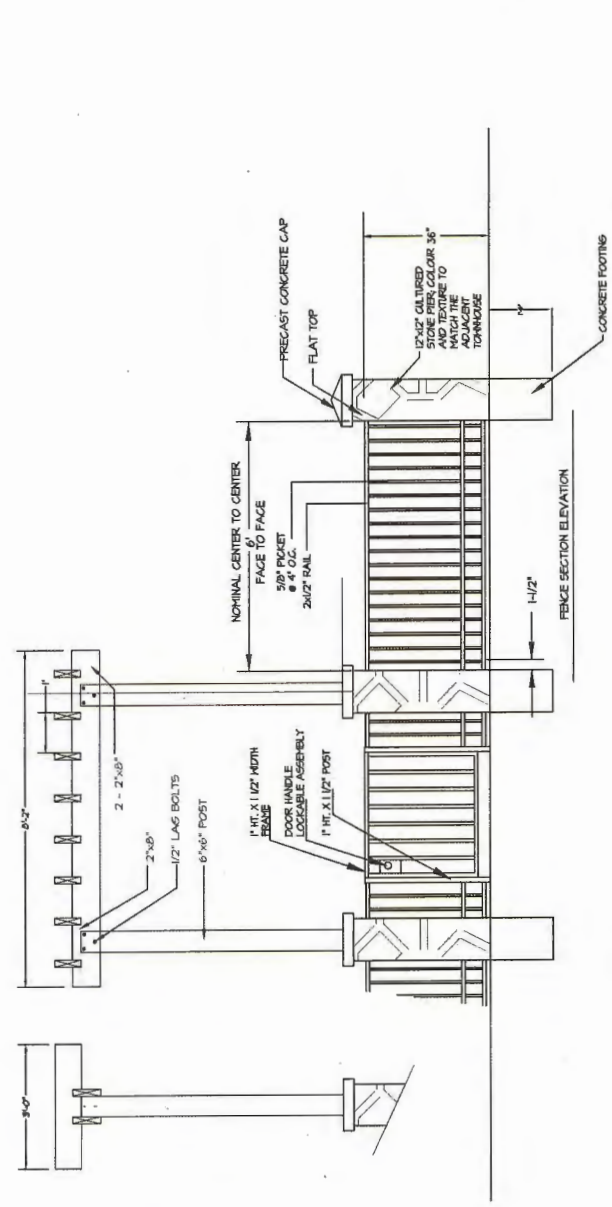 8'-2"
1'
2 - 2"x8"
2"x8"
1/2" LAG BOLTS
6"x6" POST
3'-0"
NOMINAL CENTER TO CENTER
6'
FACE TO FACE
5/8" PICKET
@ 4" O.C.
2x1/2" RAIL
PRECAST CONCRETE CAP
FLAT TOP
1" HT. X 1 1/2" WIDTH
FRAME
DOOR HANDLE
LOCKABLE ASSEMBLY
1" HT. X 1 1/2" POST
12"x12" CULTURED
STONE PIER; COLOUR 36"
AND TEXTURE TO
MATCH THE
ADJACENT
TOWNHOUSE
1-1/2"
CONCRETE FOOTING
FENCE SECTION ELEVATION